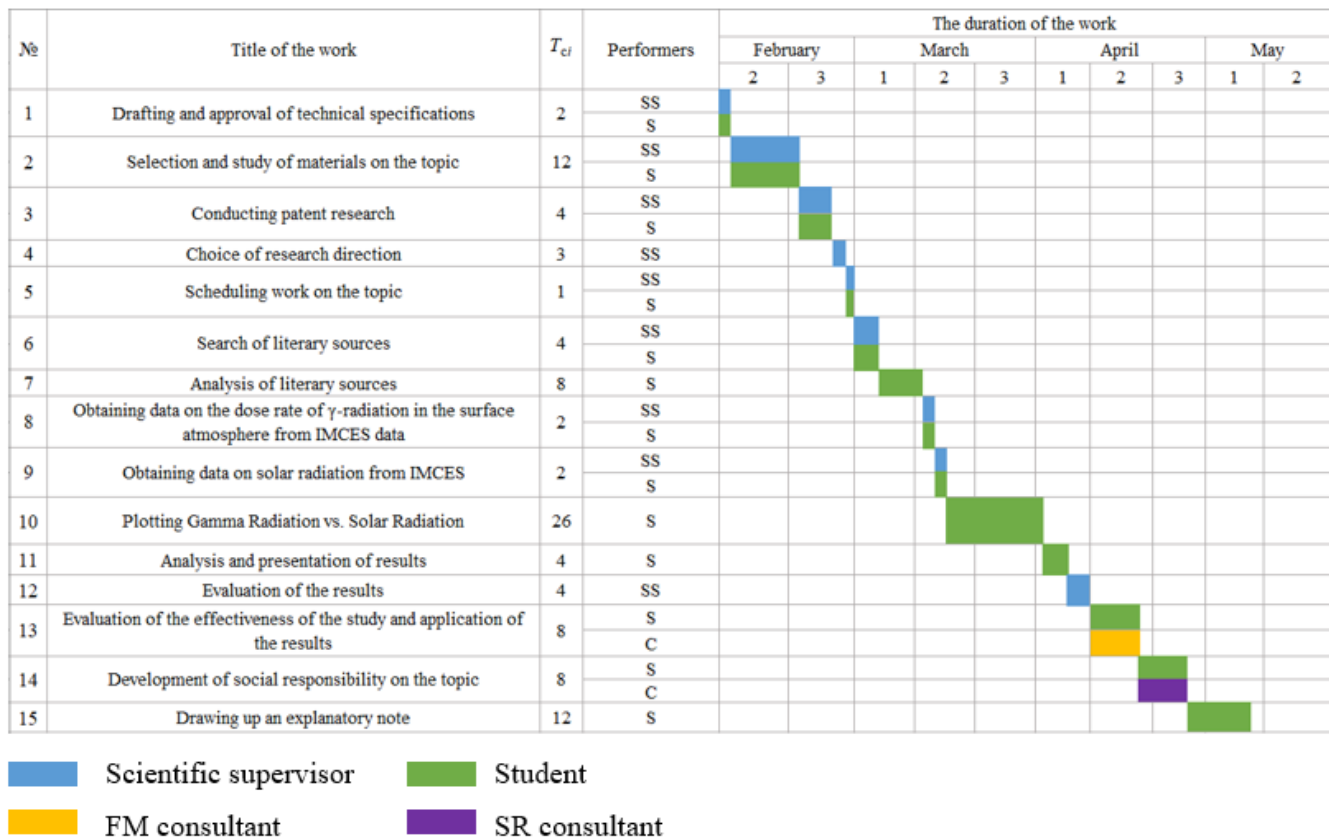 The duration of the work
№ Title of the work Tci Performers February March April May
2 3 1 2 3 1 2 3 1 2
1 Drafting and approval of technical specifications 2 SS
S
2 Selection and study of materials on the topic 12 SS
S
3 Conducting patent research 4 SS
S
4 Choice of research direction 3 SS
5 Scheduling work on the topic 1 SS
S
6 Search of literary sources 4 SS
S
7 Analysis of literary sources 8 S
8 Obtaining data on the dose rate of γ-radiation in the surface 2 SS
atmosphere from IMCES data S
9 Obtaining data on solar radiation from IMCES 2 SS
S
10 Plotting Gamma Radiation vs. Solar Radiation 26 S
11 Analysis and presentation of results 4 S
12 Evaluation of the results 4 SS
13 Evaluation of the effectiveness of the study and application of 8 S
the results C
14 Development of social responsibility on the topic 8 S
C
15 Drawing up an explanatory note 12 S
Scientific supervisor Student
FM consultant SR consultant